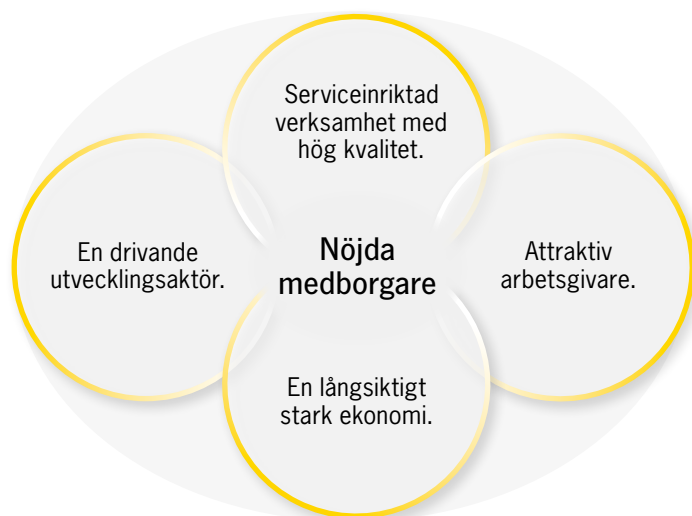 Serviceinriktad
verksamhet med
hög kvalitet.
En drivande
utvecklingsaktör.
Nöjda
medborgare
Attraktiv
arbetsgivare.
En långsiktigt
stark ekonomi.